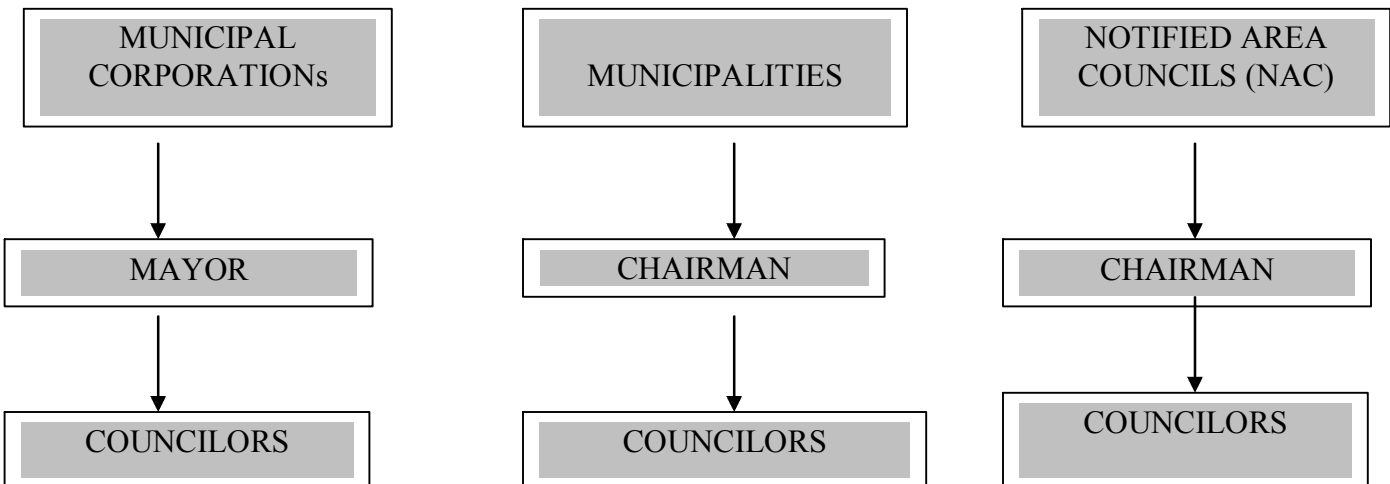 MUNICIPAL
CORPORATIONs
MUNICIPALITIES
NOTIFIED AREA
COUNCILS (NAC)
MAYOR
CHAIRMAN
CHAIRMAN
COUNCILORS
COUNCILORS
COUNCILORS